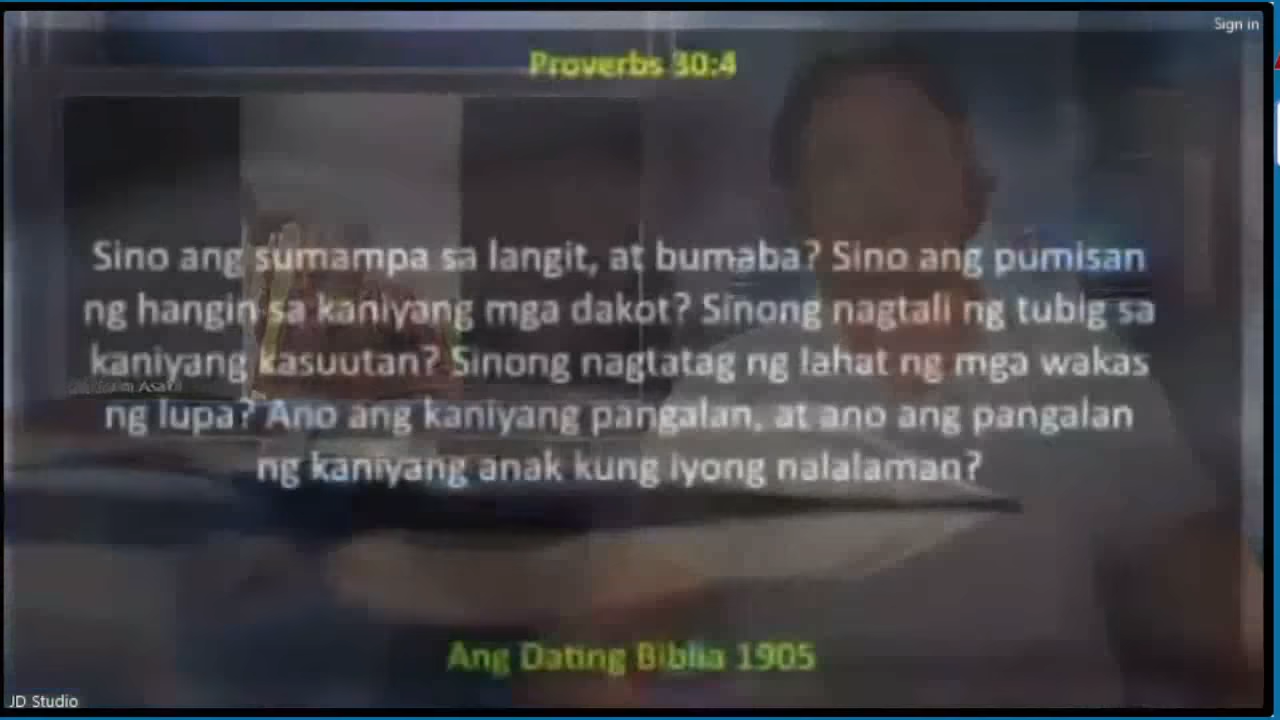 Sign in
Proverbs 30:4
Sino ang sumampa sa langit, at bumaba? Sino ang pumisan
ng hangin sa kaniyang mga dakot? Sinong nagtali ng tubig sa
kaniyang kasuutan? Sinong nagtatag ng lahat ng mga wakas
ng lupa? Ano ang kaniyang pangalan, at ano ang pangalan
ng kaniyang anak kung iyong nalalaman?
Ang Dating Biblia 1905
JD Studio